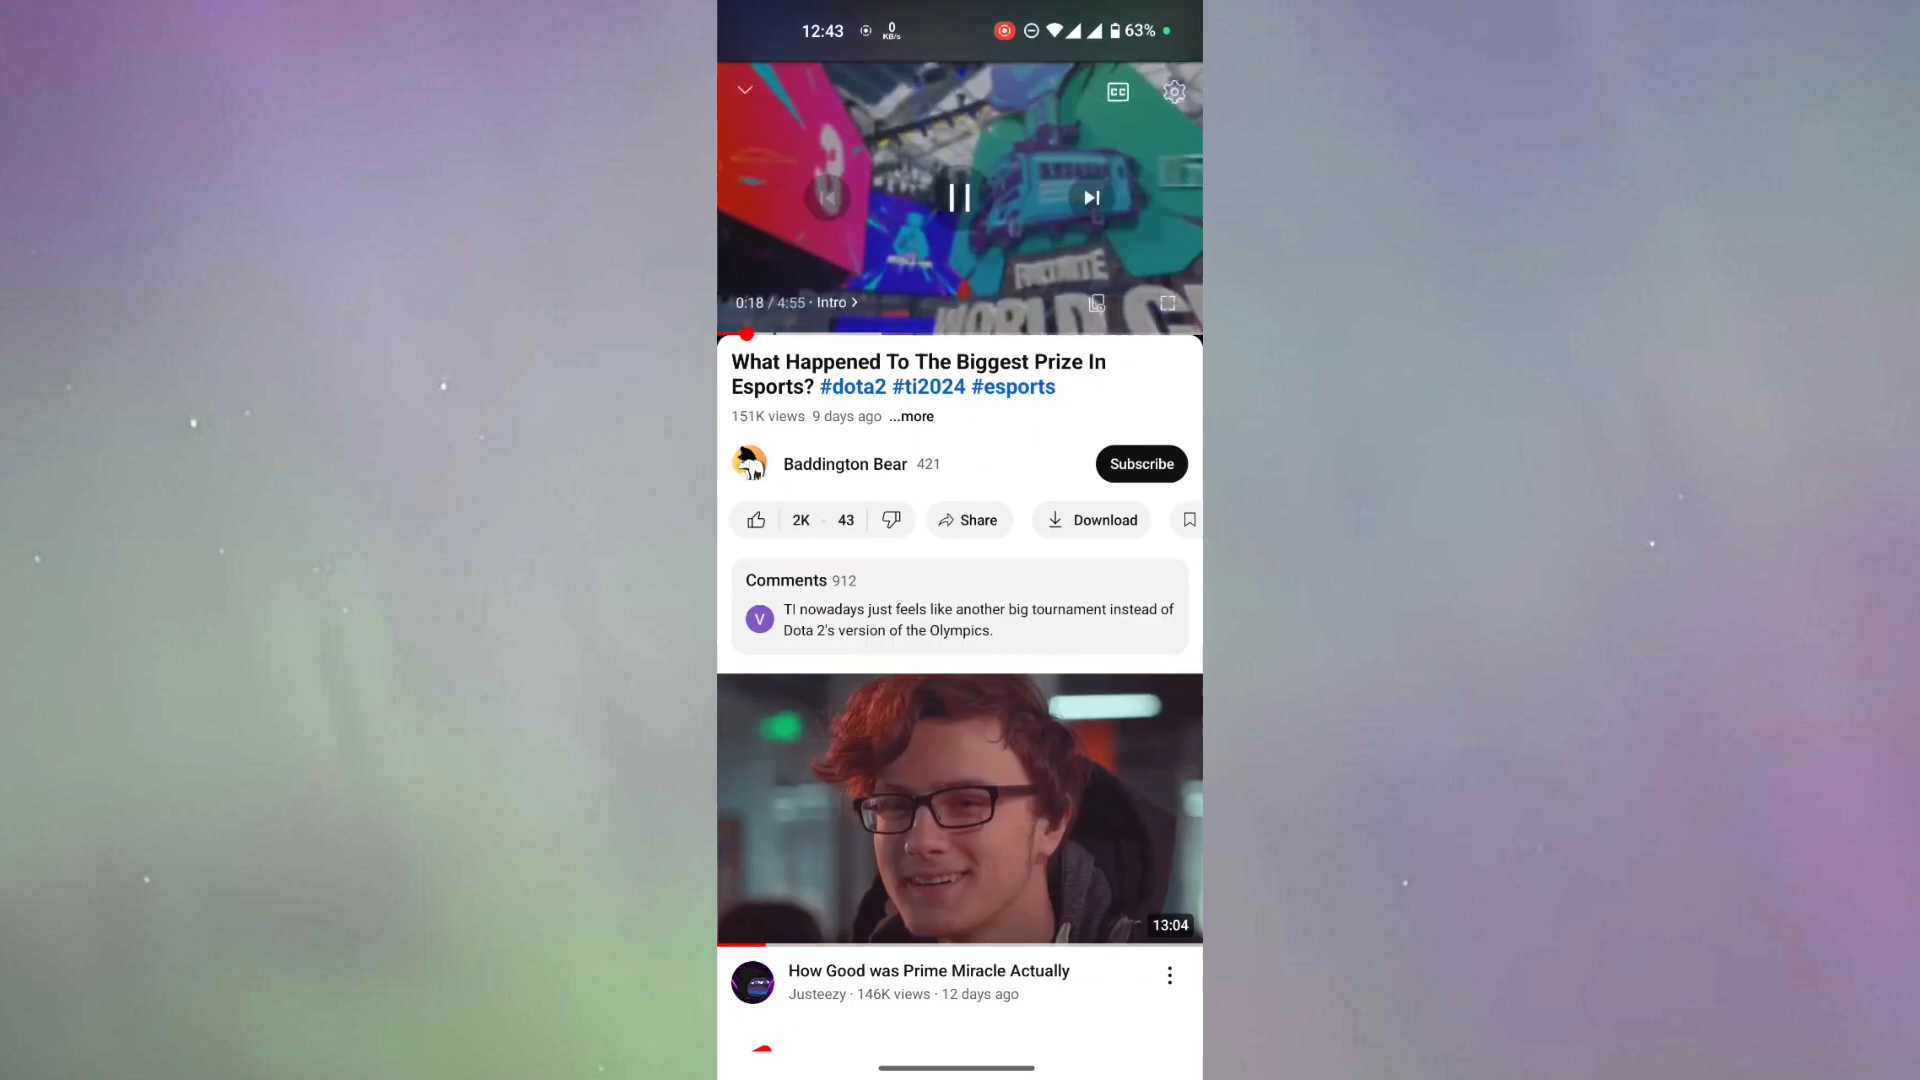 12:43
0
KB/s
63%
CC
FORTNITE
WORLD C
0:18 / 4:55 · Intro
What Happened To The Biggest Prize In
Esports? #dota2 #ti2024 #esports
151K views 9 days ago ...more
Baddington Bear 421
Subscribe
2K · 43
Share
Download
Comments 912
V
TI nowadays just feels like another big tournament instead of
Dota 2's version of the Olympics.
13:04
How Good was Prime Miracle Actually
Justeezy · 146K views · 12 days ago